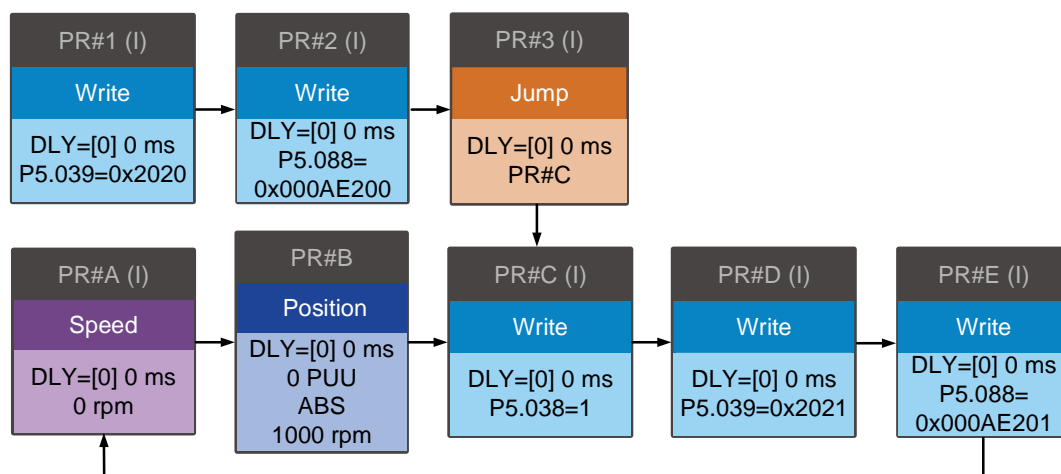 PR#1 (I)
Write
DLY=[0] 0 ms
P5.039=0x2020
PR#2 (I)
Write
DLY=[0] 0 ms
P5.088=
0x000AE200
PR#3 (I)
Jump
DLY=[0] 0 ms
PR#C
PR#A (I)
Speed
DLY=[0] 0 ms
0 rpm
PR#B
Position
DLY=[0] 0 ms
0 PUU
ABS
1000 rpm
PR#C (I)
Write
DLY=[0] 0 ms
P5.038=1
PR#D (I)
Write
DLY=[0] 0 ms
P5.039=0x2021
PR#E (I)
Write
DLY=[0] 0 ms
P5.088=
0x000AE201